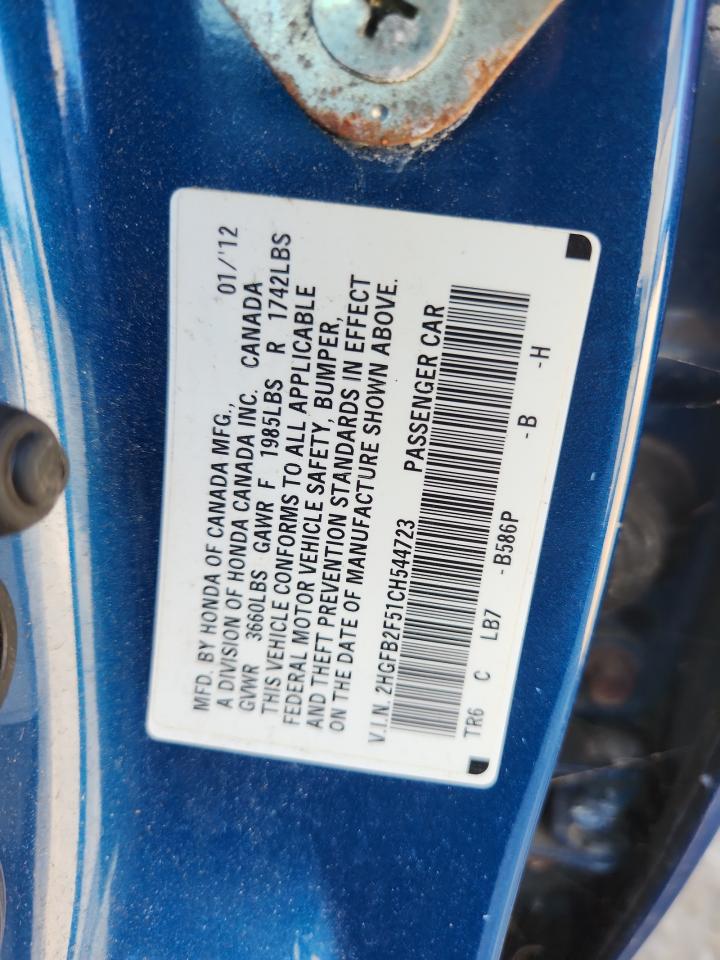 MFD. BY HONDA OF CANADA MFG., 01/'12
A DIVISION OF HONDA CANADA INC. CANADA
GVWR 3660LBS GAWR F 1985LBS R 1742LBS
THIS VEHICLE CONFORMS TO ALL APPLICABLE
FEDERAL MOTOR VEHICLE SAFETY, BUMPER,
AND THEFT PREVENTION STANDARDS IN EFFECT
ON THE DATE OF MANUFACTURE SHOWN ABOVE.
V.I.N. 2HGFB2F51CH544723 PASSENGER CAR
TR6 C LB7 -B586P -B -H